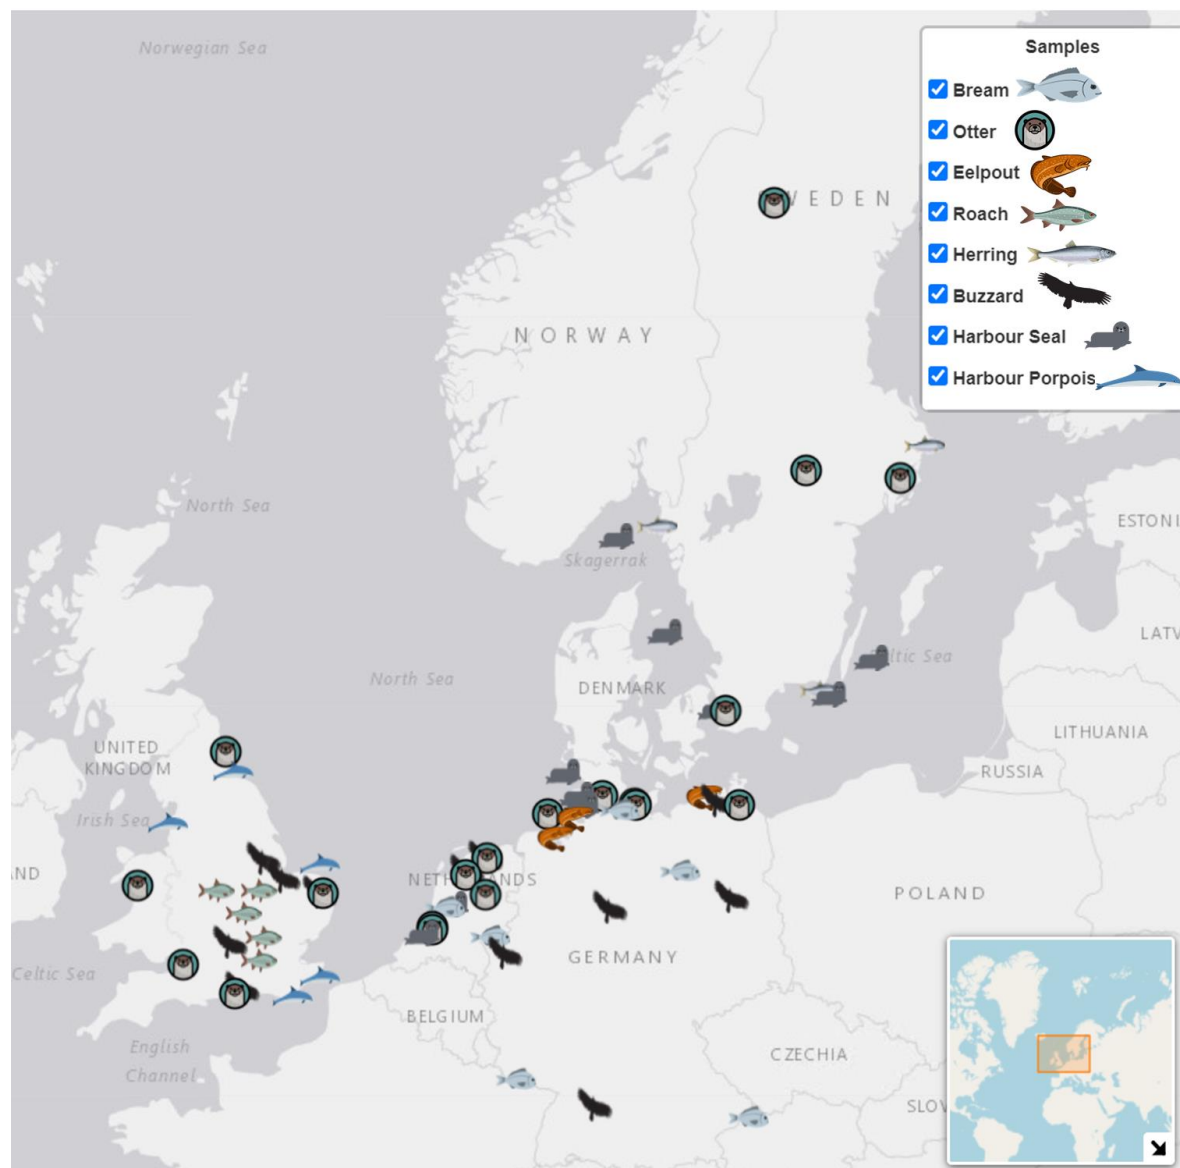 Norwegian Sea
Samples
Bream
Otter
Eelpout
Roach
Herring
Buzzard
Harbour Seal
Harbour Porpois
WEDEN
NORWAY
North Sea
ESTONI
Skagerrak
LATV
ltic Sea
North Sea
DENMARK
LITHUANIA
UNITED
KINGDOM
RUSSIA
Irish Sea
ND
NETH LANDS
POLAND
GERMANY
Celtic Sea
BELGIUM
English
Channel
CZECHIA
SLOV